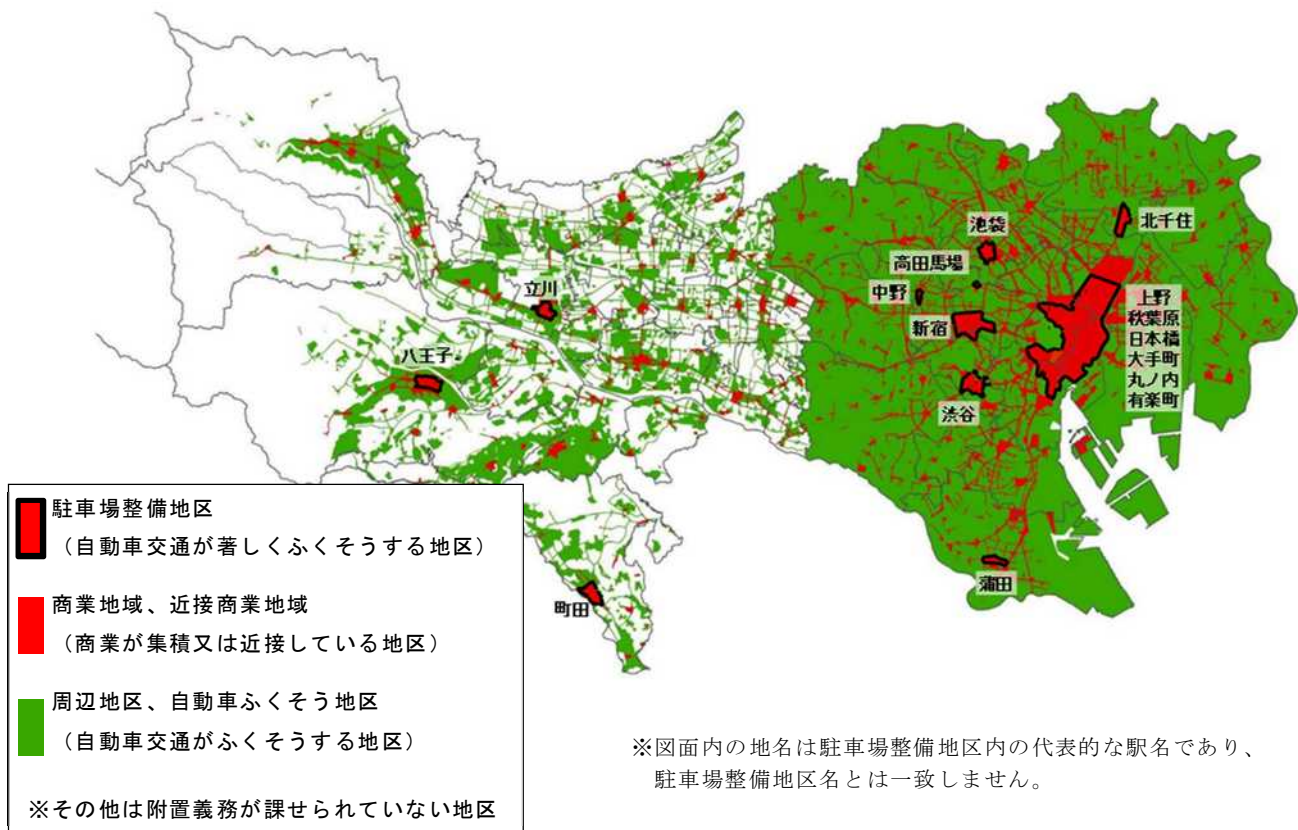 池袋
北千住
高田馬場
中野
立川
新宿
上野
秋葉原
日本橋
大手町
丸ノ内
有楽町
八王子
渋谷
駐車場整備地区
（自動車交通が著しくふくそうする地区）
商業地域、近接商業地域
（商業が集積又は近接している地区）
周辺地区、自動車ふくそう地区
（自動車交通がふくそうする地区）
※その他は附置義務が課せられていない地区
町田
蒲田
※図面内の地名は駐車場整備地区内の代表的な駅名であり、
駐車場整備地区名とは一致しません。